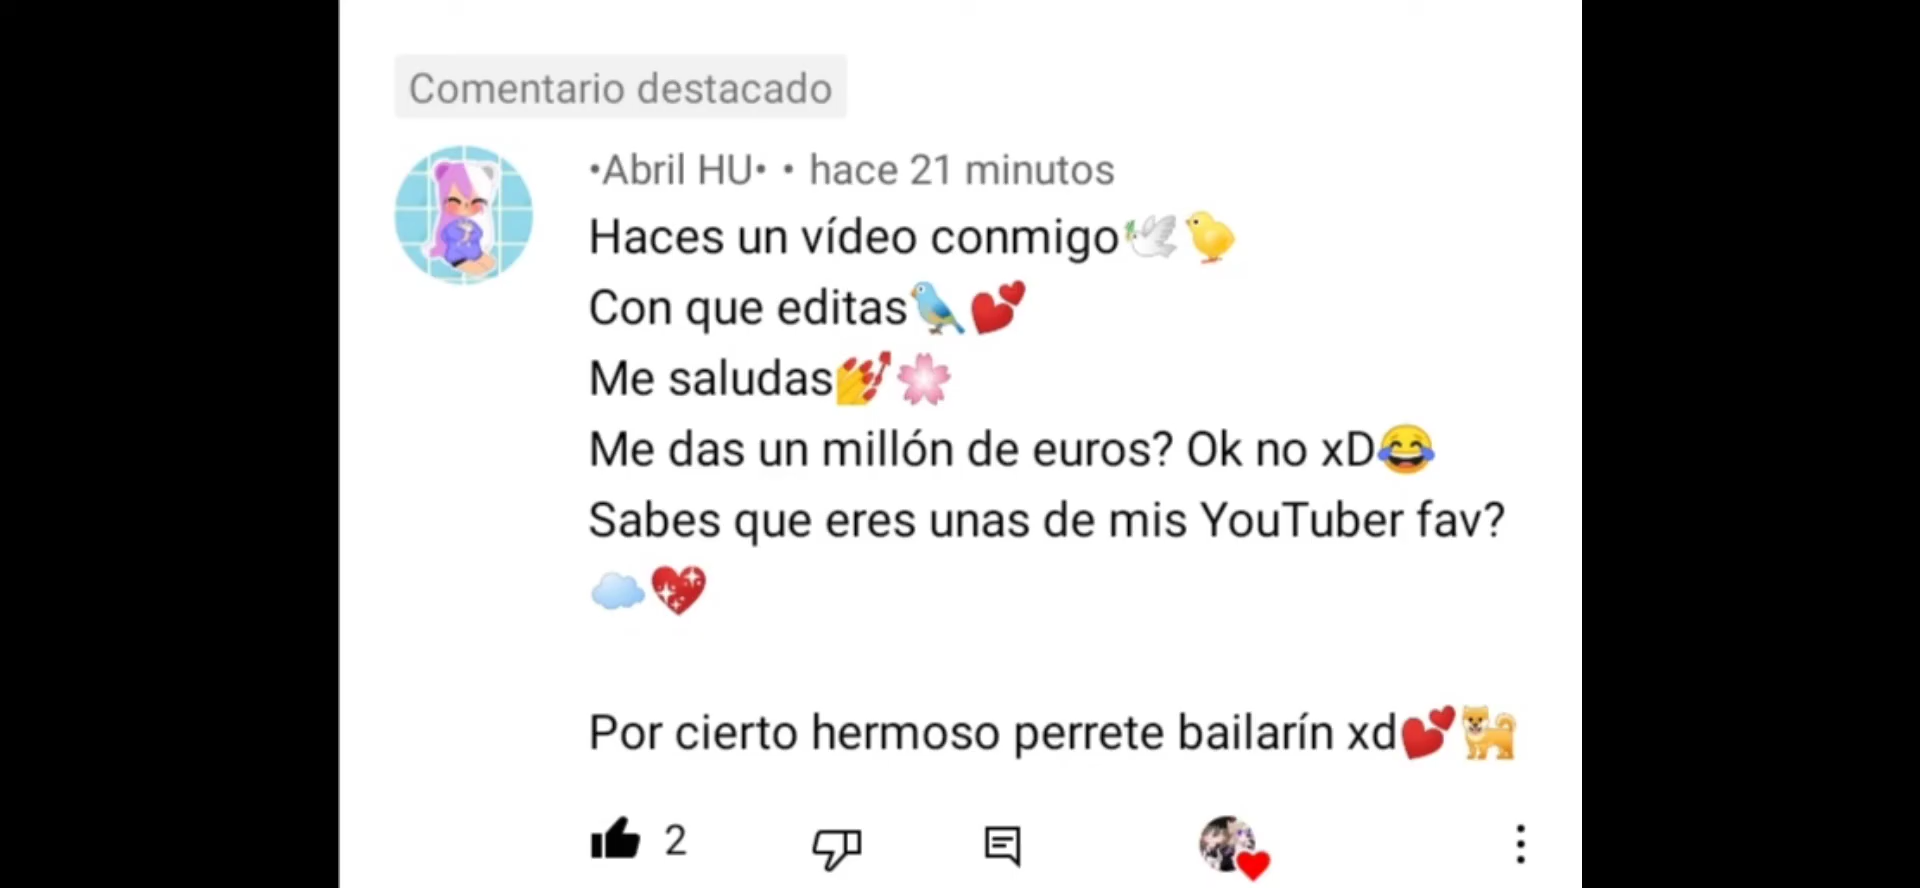 Comentario destacado
•Abril HU• • hace 21 minutos
Haces un vídeo conmigo🕊️🐤
Con que editas🐦💕
Me saludas💅🌸
Me das un millón de euros? Ok no xD😂
Sabes que eres unas de mis YouTuber fav?
☁️💖
Por cierto hermoso perrete bailarín xd💕🐕
2